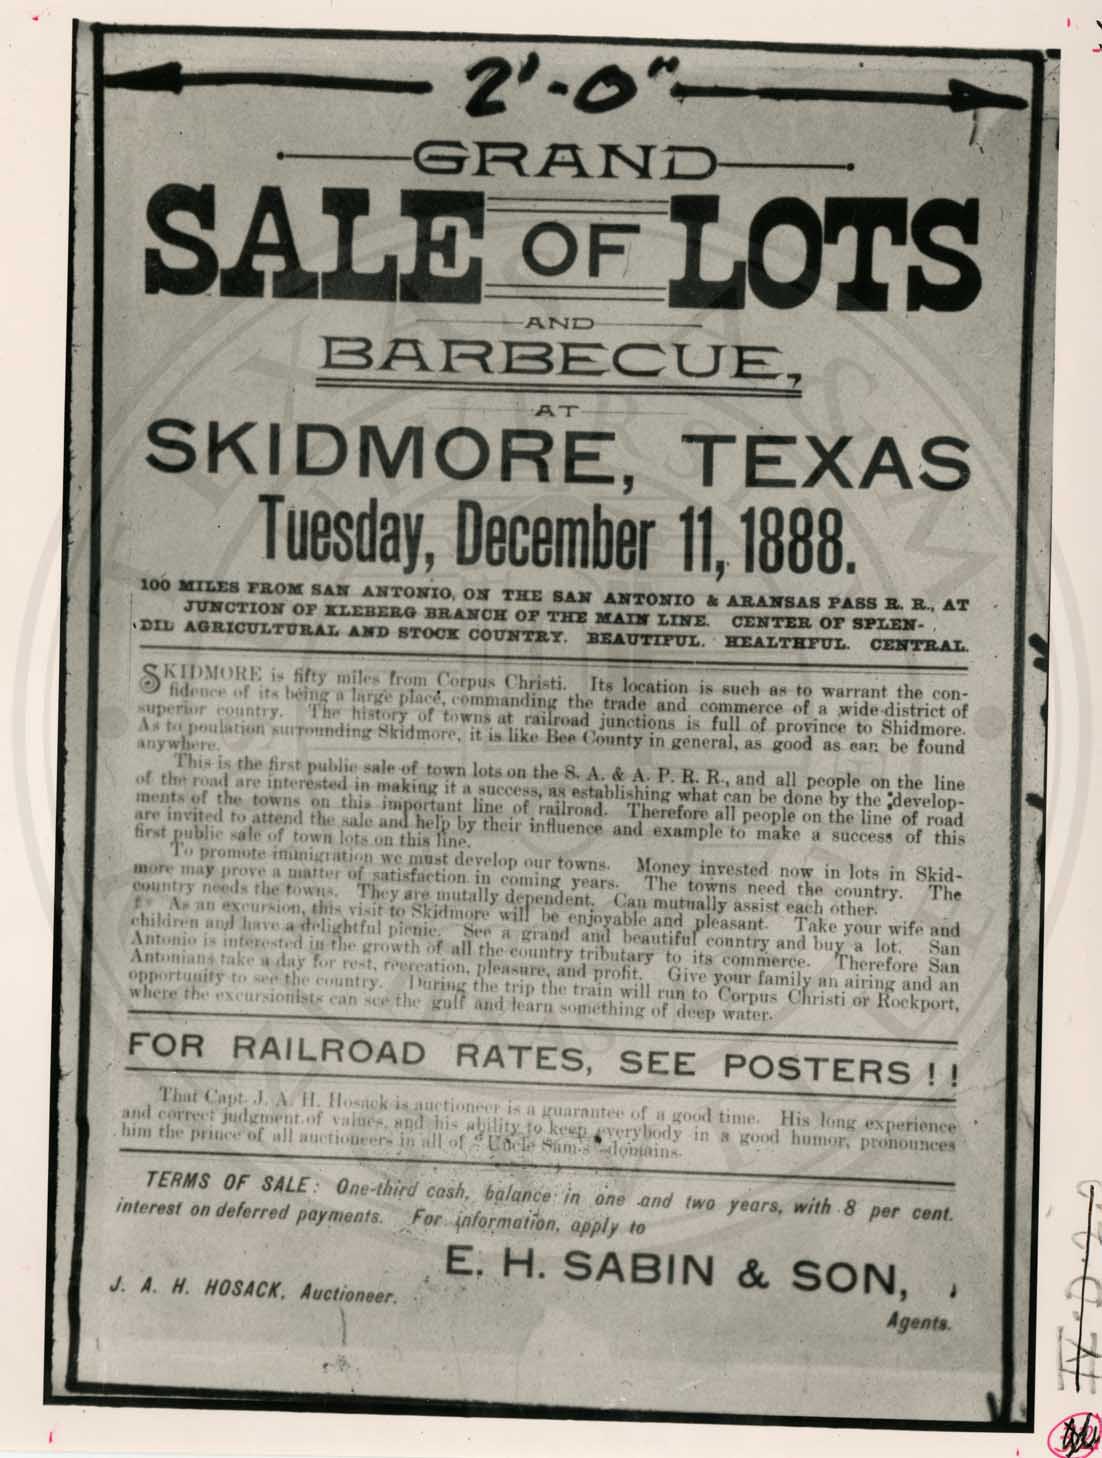 2'-0"
GRAND
SALE OF LOTS
AND
BARBECUE,
AT
SKIDMORE, TEXAS
Tuesday, December 11, 1888.
100 MILES FROM SAN ANTONIO, ON THE SAN ANTONIO & ARANSAS PASS R. R., AT
JUNCTION OF KLEBERG BRANCH OF THE MAIN LINE. CENTER OF SPLEN-
DID AGRICULTURAL AND STOCK COUNTRY. BEAUTIFUL. HEALTHFUL. CENTRAL.
SKIDMORE is fifty miles from Corpus Christi. Its location is such as to warrant the con-
fidence of its being a large place, commanding the trade and commerce of a wide district of
superior country. The history of towns at railroad junctions is full of province to Shidmore.
As to poulation surrounding Skidmore, it is like Bee County in general, as good as can be found
anywhere.
This is the first public sale of town lots on the S. A. & A. P. R. R., and all people on the line
of the road are interested in making it a success, as establishing what can be done by the develop-
ments of the towns on this important line of railroad. Therefore all people on the line of road
are invited to attend the sale and help by their influence and example to make a success of this
first public sale of town lots on this line.
To promote immigration we must develop our towns. Money invested now in lots in Skid-
more may prove a matter of satisfaction in coming years. The towns need the country. The
country needs the towns. They are mutally dependent. Can mutually assist each other.
As an excursion, this visit to Skidmore will be enjoyable and pleasant. Take your wife and
children and have a delightful picnic. See a grand and beautiful country and buy a lot. San
Antonio is interested in the growth of all the country tributary to its commerce. Therefore San
Antonians take a day for rest, recreation, pleasure, and profit. Give your family an airing and an
opportunity to see the country. During the trip the train will run to Corpus Christi or Rockport,
where the excursionists can see the gulf and learn something of deep water.
FOR RAILROAD RATES, SEE POSTERS ! !
That Capt. J. A. H. Hosack is auctioneer is a guarantee of a good time. His long experience
and correct judgment of values, and his ability to keep everybody in a good humor, pronounces
him the prince of all auctioneers in all of "Uncle Sam's" domains.
TERMS OF SALE: One-third cash, balance in one and two years, with 8 per cent.
interest on deferred payments. For information, apply to
E. H. SABIN & SON,
J. A. H. HOSACK, Auctioneer.
Agents.